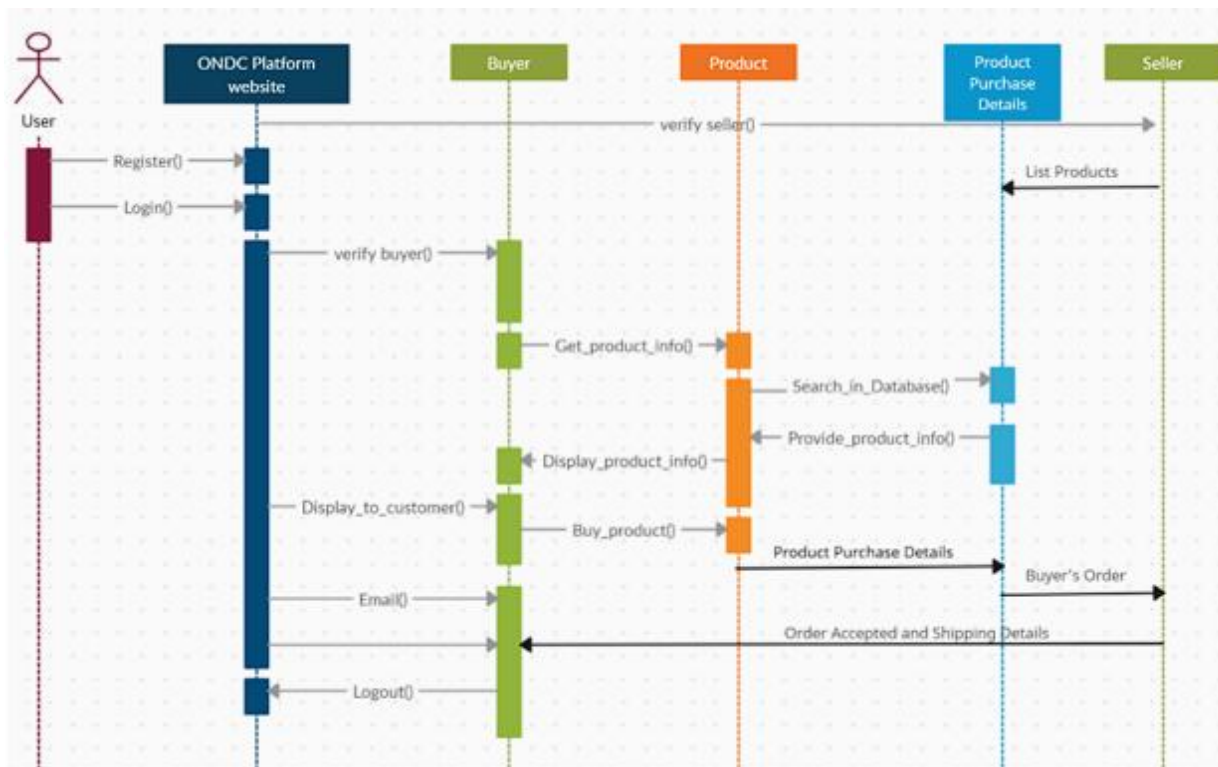 ONDC Platform
website
Buyer
Product
Product
Purchase
Details
Seller
User
verify seller()
Register()
List Products
Login()
verify buyer()
Get_product_info()
Search_in_Database()
Provide_product_info()
Display_product_info()
Display_to_customer()
Buy_product()
Product Purchase Details
Buyer's Order
Email()
Order Accepted and Shipping Details
Logout()